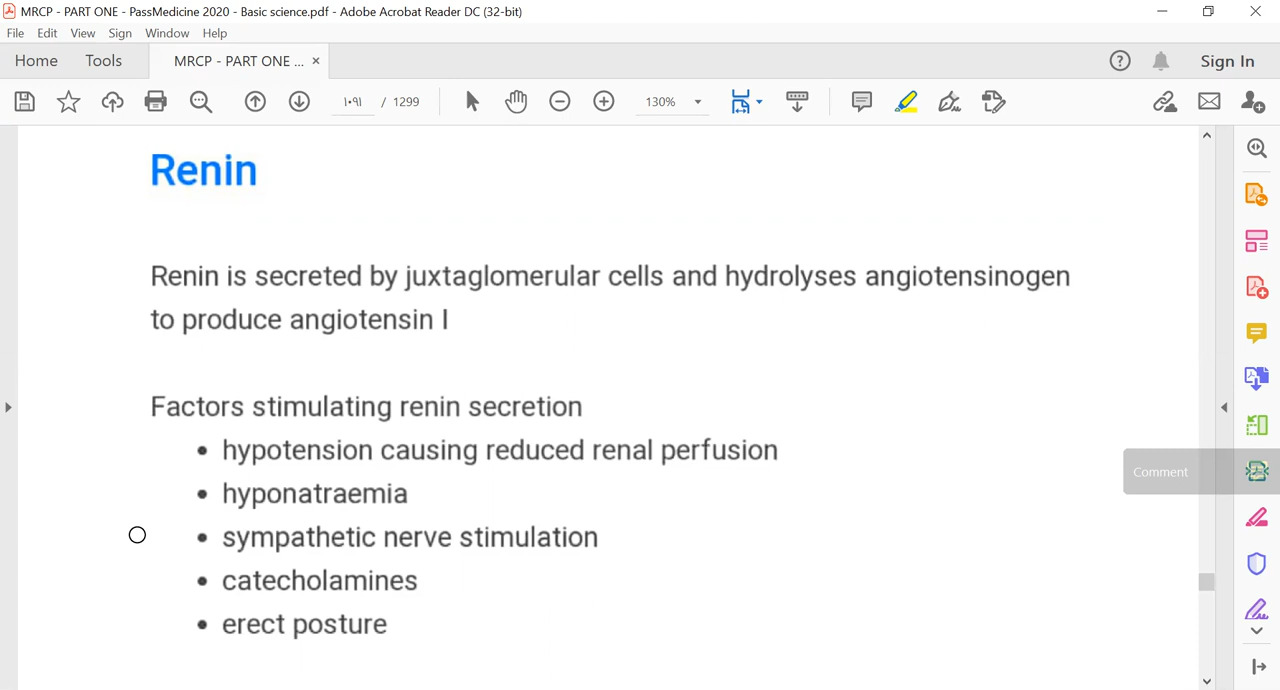 MRCP - PART ONE - PassMedicine 2020 - Basic science.pdf - Adobe Acrobat Reader DC (32-bit)
File Edit View Sign Window Help
Home Tools MRCP - PART ONE ... × Sign In
١٠٩١ / 1299 130%
Renin
Renin is secreted by juxtaglomerular cells and hydrolyses angiotensinogen
to produce angiotensin I
Factors stimulating renin secretion
• hypotension causing reduced renal perfusion
• hyponatraemia
Comment
• sympathetic nerve stimulation
• catecholamines
• erect posture